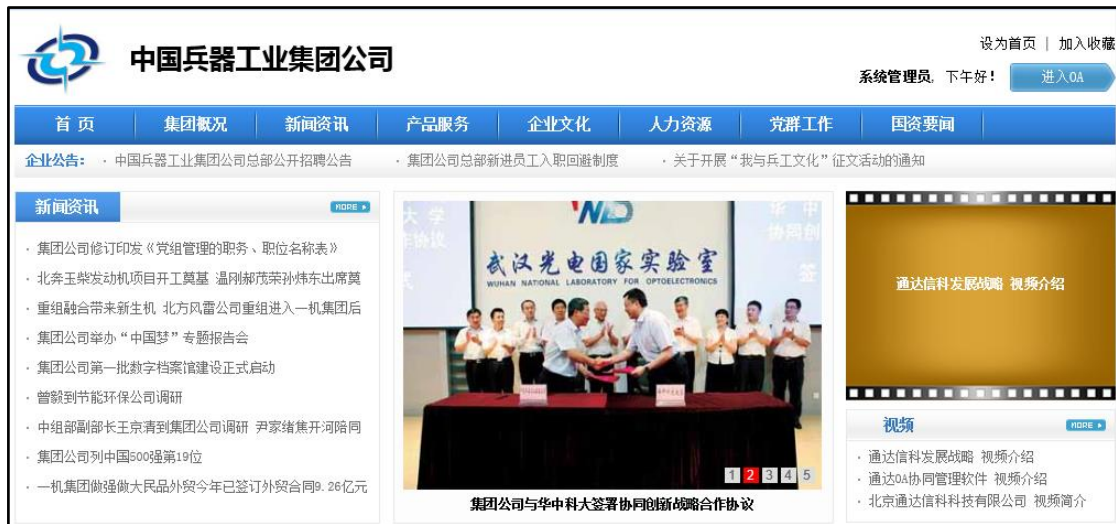 设为首页 | 加入收藏
中国兵器工业集团公司
系统管理员, 下午好! 进入OA
首 页 集团概况 新闻资讯 产品服务 企业文化 人力资源 党群工作 国资要闻
企业公告: · 中国兵器工业集团公司总部公开招聘公告 · 集团公司总部新进员工入职回避制度 · 关于开展“我与兵工文化”征文活动的通知
新闻资讯 MORE
· 集团公司修订印发《党组管理的职务、职位名称表》
· 北奔玉柴发动机项目开工奠基 温刚郝茂荣孙炜东出席奠
· 重组融合带来新生机 北方风雷公司重组进入一机集团后
· 集团公司举办“中国梦”专题报告会
· 集团公司第一批数字档案馆建设正式启动
· 曾毅到节能环保公司调研
· 中组部副部长王京清到集团公司调研 尹家绪焦开河陪同
· 集团公司列中国500强第19位
· 一机集团做强做大民品外贸今年已签订外贸合同9.26亿元
大 学
作协议
华 中
协同创
签
武汉光电国家实验室
WUHAN NATIONAL LABORATORY FOR OPTOELECTRONICS
1 2 3 4 5
集团公司与华中科大签署协同创新战略合作协议
通达信科发展战略 视频介绍
视频 MORE
· 通达信科发展战略 视频介绍
· 通达OA协同管理软件 视频介绍
· 北京通达信科科技有限公司 视频简介